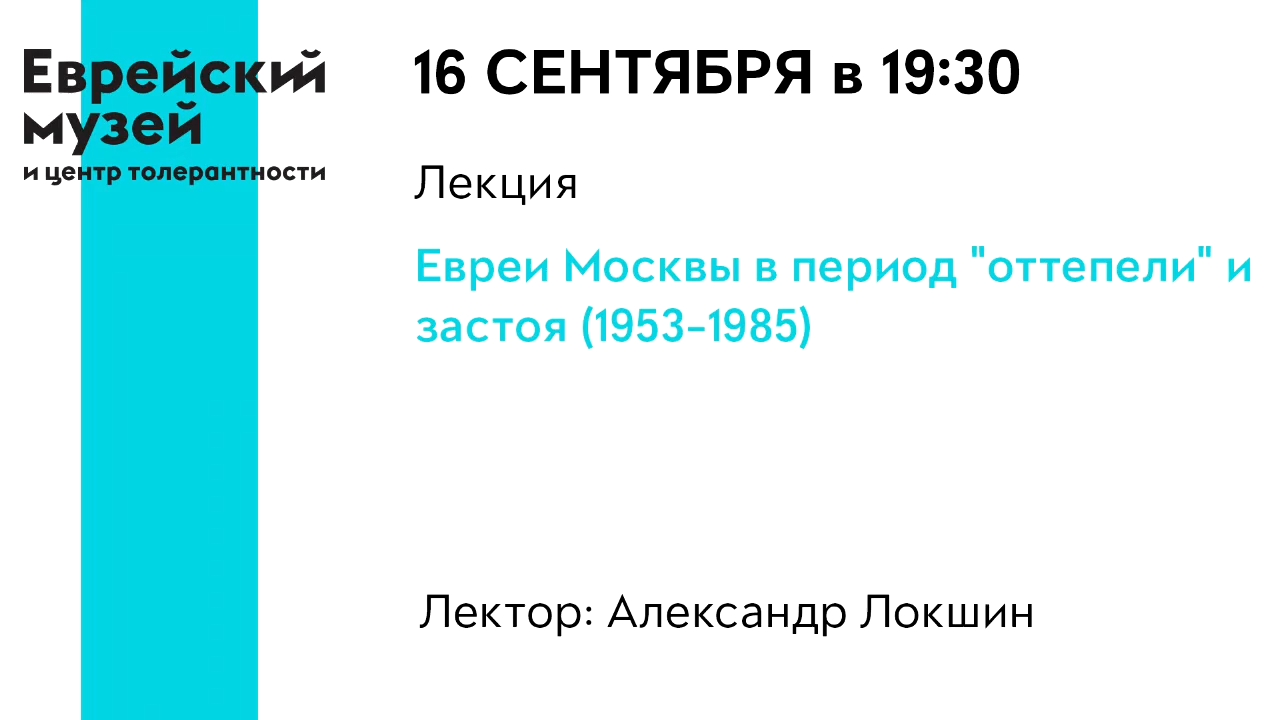 Еврейский
музей
и центр толерантности
16 СЕНТЯБРЯ в 19:30
Лекция
Евреи Москвы в период "оттепели" и
застоя (1953-1985)
Лектор: Александр Локшин